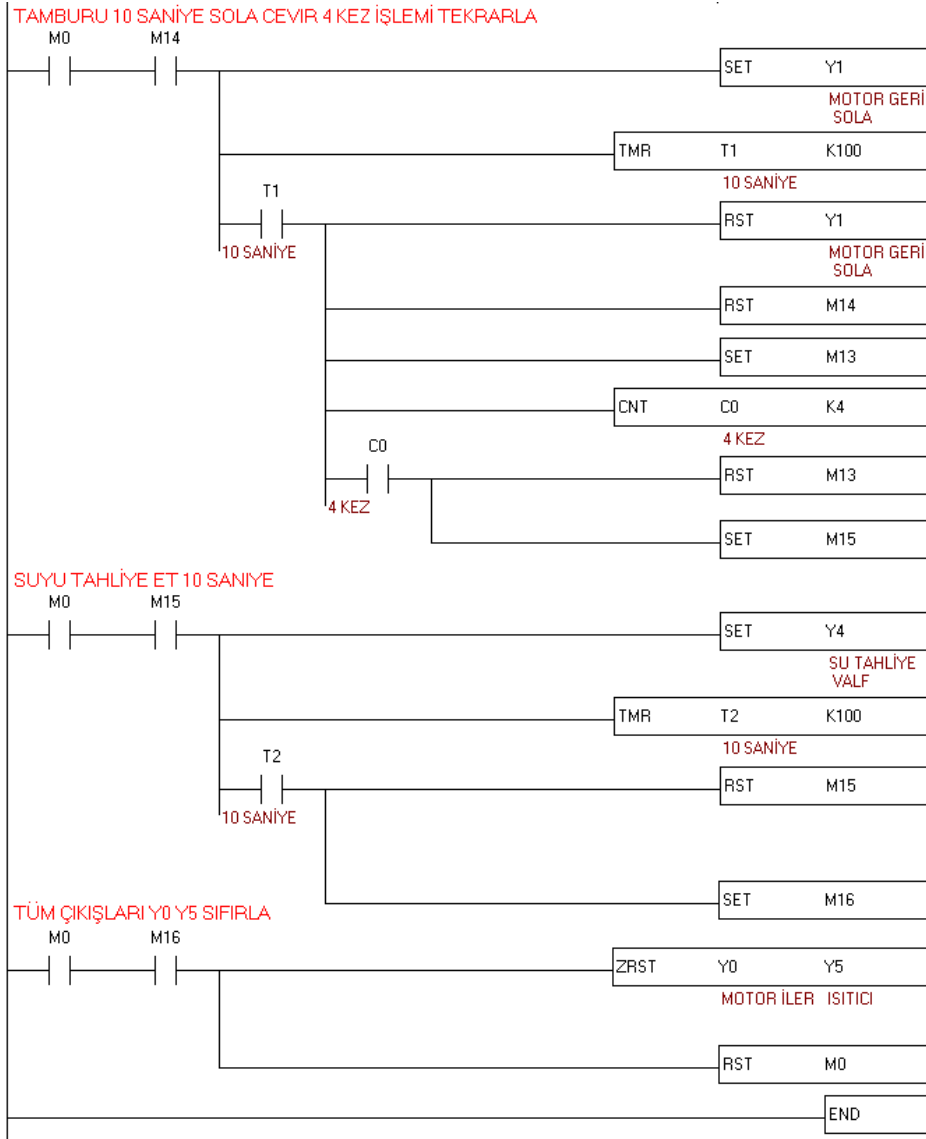 TAMBURU 10 SANİYE SOLA CEVIR 4 KEZ İŞLEMİ TEKRARLA
M0 M14
SET Y1
MOTOR GERİ
SOLA
TMR T1 K100
10 SANİYE
T1
RST Y1
10 SANİYE
MOTOR GERİ
SOLA
RST M14
SET M13
CNT C0 K4
4 KEZ
C0
RST M13
4 KEZ
SET M15
SUYU TAHLİYE ET 10 SANIYE
M0 M15
SET Y4
SU TAHLİYE
VALF
TMR T2 K100
10 SANİYE
T2
RST M15
10 SANİYE
SET M16
TÜM ÇIKIŞLARI Y0 Y5 SIFIRLA
M0 M16
ZRST Y0 Y5
MOTOR İLER ISITICI
RST M0
END